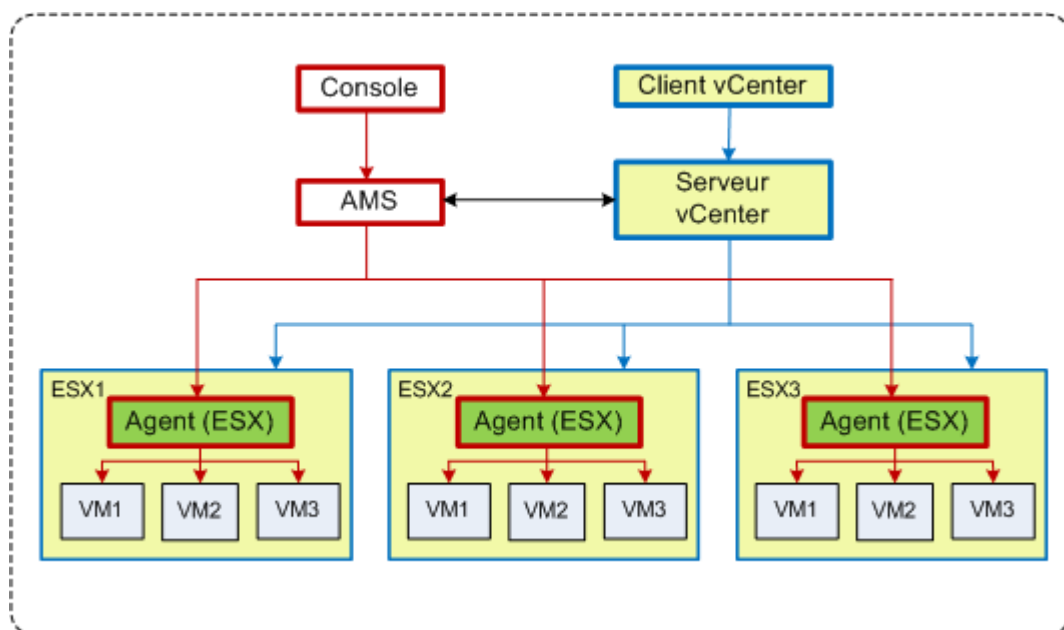 Console
Client vCenter
AMS
Serveur
vCenter
ESX1
Agent (ESX)
VM1
VM2
VM3
ESX2
Agent (ESX)
VM1
VM2
VM3
ESX3
Agent (ESX)
VM1
VM2
VM3